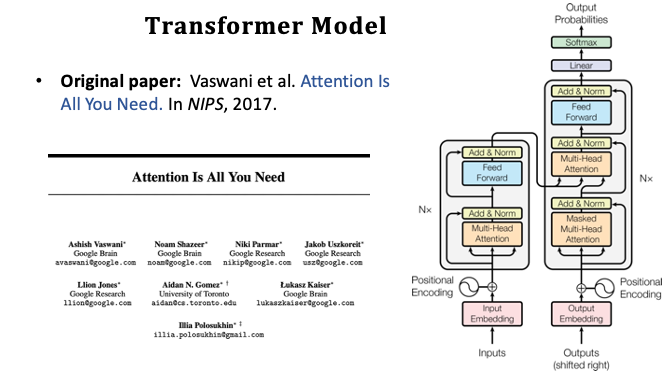 Transformer Model
• Original paper: Vaswani et al. Attention Is
All You Need. In NIPS, 2017.
Attention Is All You Need
Ashish Vaswani*
Google Brain
avaswani@google.com
Noam Shazeer*
Google Brain
noam@google.com
Niki Parmar*
Google Research
nikip@google.com
Jakob Uszkoreit*
Google Research
usz@google.com
Llion Jones*
Google Research
llion@google.com
Aidan N. Gomez* †
University of Toronto
aidan@cs.toronto.edu
Łukasz Kaiser*
Google Brain
lukaszkaiser@google.com
Illia Polosukhin* ‡
illia.polosukhin@gmail.com
Output
Probabilities
Softmax
Linear
Add & Norm
Feed
Forward
Add & Norm
Multi-Head
Attention
Add & Norm
Masked
Multi-Head
Attention
N×
Positional
Encoding
Output
Embedding
Outputs
(shifted right)
Add & Norm
Feed
Forward
Add & Norm
Multi-Head
Attention
N×
Positional
Encoding
Input
Embedding
Inputs